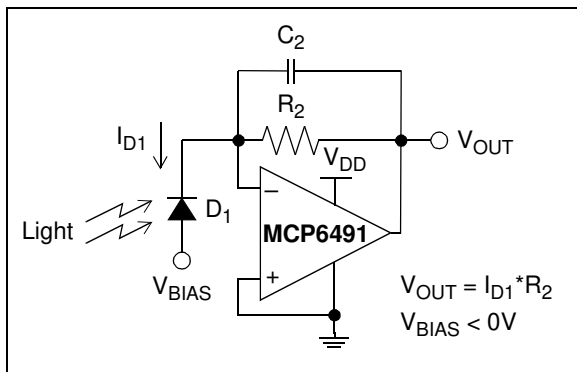 C2
R2
ID1
VDD
VOUT
–
D1
MCP6491
Light
+
VBIAS
VOUT = ID1*R2
VBIAS < 0V